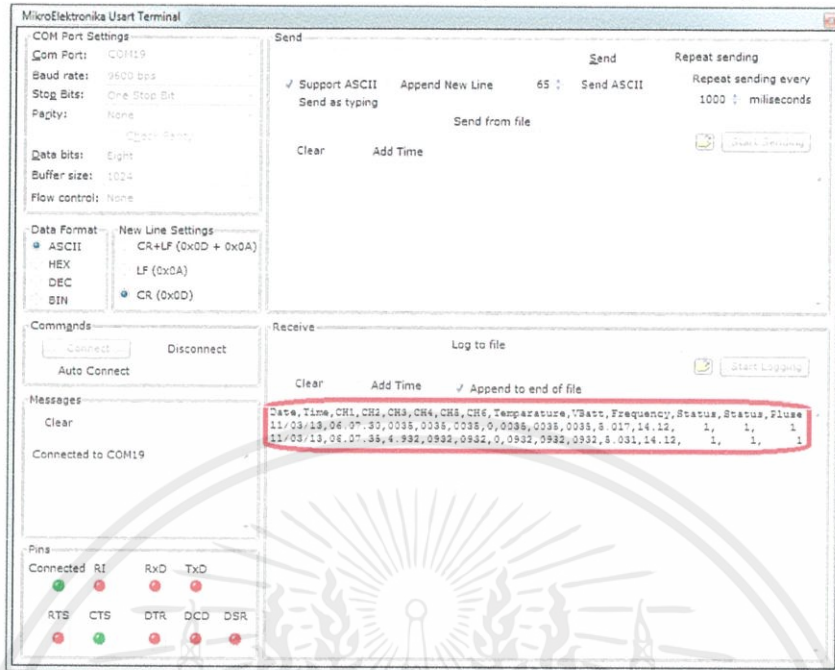 MikroElektronika Usart Terminal
COM Port Settings
Com Port: COM19
Baud rate: 9600 bps
Stop Bits: One Stop Bit
Parity: None
Check Parity
Data bits: Eight
Buffer size: 1024
Flow control: None
Send
Send
Repeat sending
Support ASCII
Append New Line
65
Send ASCII
Repeat sending every
Send as typing
1000 miliseconds
Send from file
Start Sending
Clear
Add Time
Data Format
ASCII
HEX
DEC
BIN
New Line Settings
CR+LF (0x0D + 0x0A)
LF (0x0A)
CR (0x0D)
Commands
Connect
Disconnect
Auto Connect
Messages
Clear
Connected to COM19
Receive
Log to file
Start Logging
Clear
Add Time
Append to end of file
Date,Time,CH1,CH2,CH3,CH4,CH5,CH6,Temparature,VBatt,Frequency,Status,Status,Pluse
11/03/13,06.07.30,0035,0035,0035,0,0035,0035,0035,5.017,14.12, 1, 1, 1
11/03/13,06.07.35,4.932,0932,0932,0,0932,0932,0932,5.031,14.12, 1, 1, 1
Pins
Connected RI RxD TxD
RTS CTS DTR DCD DSR